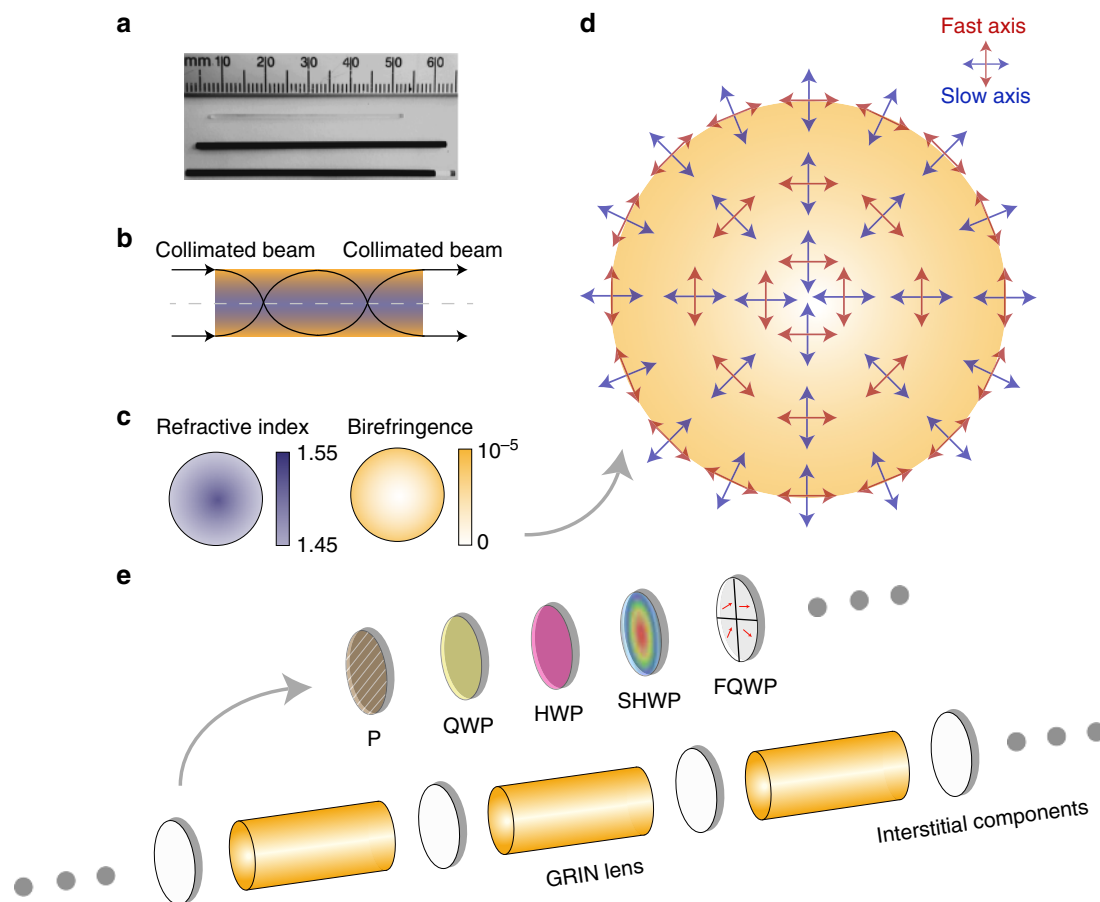 a
mm 10 20 30 40 50 60
b
Collimated beam Collimated beam
c
Refractive index Birefringence
1.55 10⁻⁵
1.45 0
d
Fast axis
Slow axis
e
P QWP HWP SHWP FQWP
GRIN lens
Interstitial components